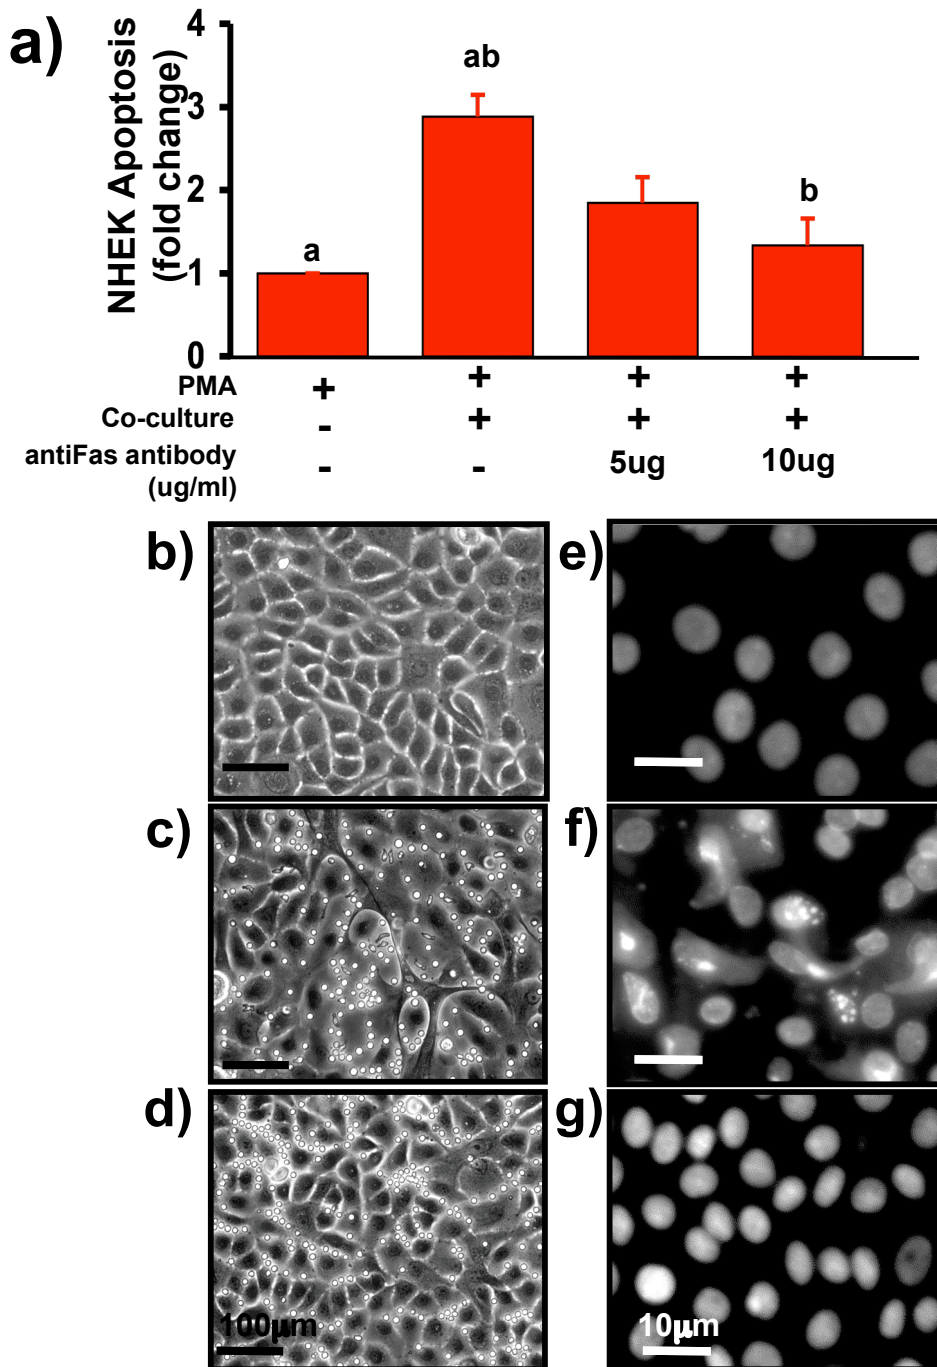 a)
NHEK Apoptosis
(fold change)
4
3
2
1
0
a
ab
b
PMA + + + +
Co-culture - + + +
antiFas antibody - - 5ug 10ug
(ug/ml)
b)
e)
c)
f)
d)
g)
100μm
10μm